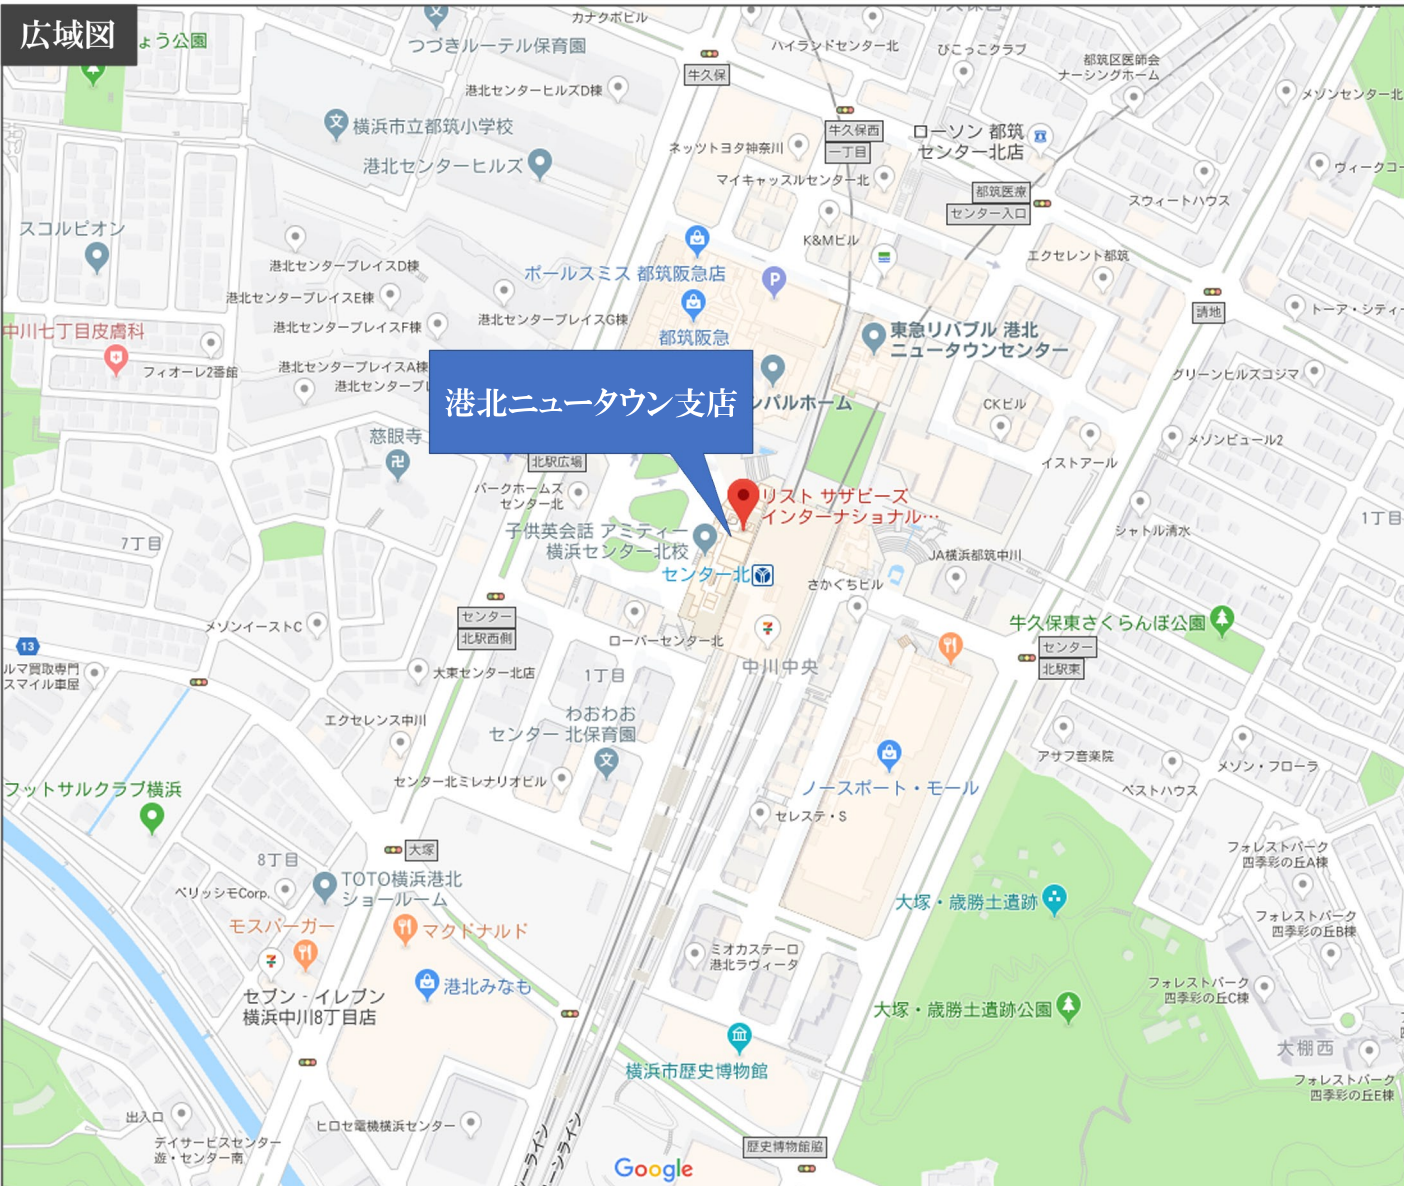 広域図
ょう公園
つづきルーテル保育園
カナクボビル
ハイランドセンター北
ぴこっこクラブ
都筑区医師会
ナーシングホーム
メゾンセンター北
港北センターヒルズD棟
牛久保
横浜市立都筑小学校
港北センターヒルズ
ネッツトヨタ神奈川
牛久保西
一丁目
ローソン 都筑
センター北店
マイキャッスルセンター北
都筑医療
センター入口
ヴィークコー
スウィートハウス
スコルピオン
K&Mビル
エクセレント都筑
港北センタープレイスD棟
ポールスミス 都筑阪急店
P
港北センタープレイスE棟
港北センタープレイスF棟
港北センタープレイスG棟
都筑阪急
東急リバブル 港北
ニュータウンセンター
請地
トーア・シティー
中川七丁目皮膚科
フィオーレ2番館
港北センタープレイスA棟
港北センタープ
グリーンヒルズコジマ
港北ニュータウン支店
ンパルホーム
CKビル
慈眼寺
北駅広場
メゾンビュール2
イストアール
パークホームズ
センター北
リスト サザビーズ
インターナショナル…
子供英会話 アミティー
横浜センター北校
センター北
シャトル清水
1丁目
7丁目
JA横浜都筑中川
さかぐちビル
センター
北駅西側
メゾンイーストC
ローバーセンター北
牛久保東さくらんぼ公園
センター
北駅東
13
ルマ買取専門
スマイル車屋
大東センター北店
1丁目
中川中央
エクセレンス中川
わおわお
センター 北保育園
アサフ音楽院
メゾン・フローラ
ベストハウス
フットサルクラブ横浜
センター北ミレナリオビル
ノースポート・モール
セレステ・S
大塚
8丁目
フォレストパーク
四季彩の丘A棟
ベリッシモCorp.
TOTO横浜港北
ショールーム
大塚・歳勝土遺跡
フォレストパーク
四季彩の丘B棟
モスバーガー
マクドナルド
ミオカステーロ
港北ラヴィータ
港北みなも
セブン‐イレブン
横浜中川8丁目店
大塚・歳勝土遺跡公園
フォレストパーク
四季彩の丘C棟
横浜市歴史博物館
大棚西
フォレストパーク
四季彩の丘E棟
出入口
ヒロセ電機横浜センター
デイサービスセンター
遊・センター南
歴史博物館脇
ーライン
ーンライン
Google